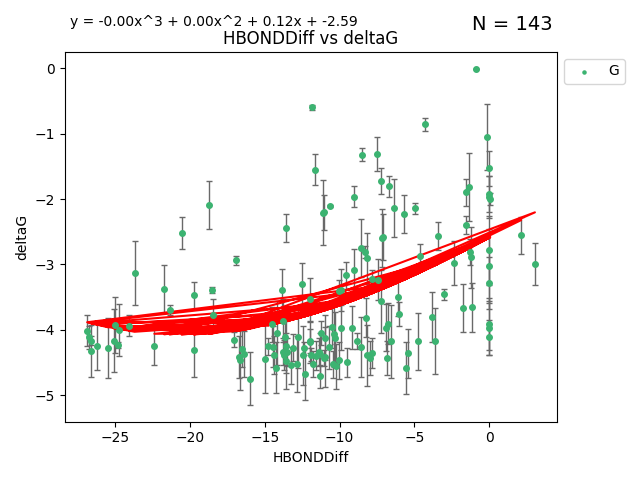 y = -0.00x^3 + 0.00x^2 + 0.12x + -2.59
N = 143
HBONDDiff vs deltaG
G
0
−1
−2
−3
−4
−5
deltaG
−25
−20
−15
−10
−5
0
HBONDDiff